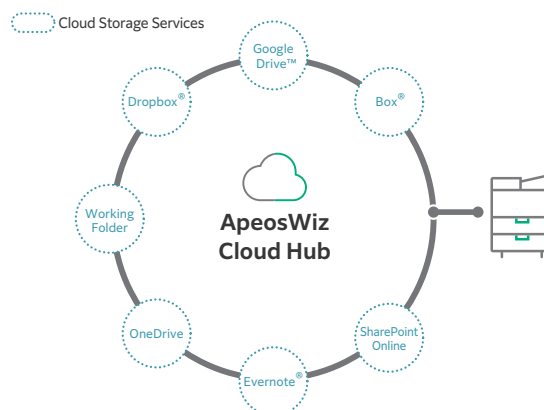 Cloud Storage Services
Google
Drive™
Dropbox®
Box®
Working
Folder
ApeosWiz
Cloud Hub
OneDrive
SharePoint
Online
Evernote®